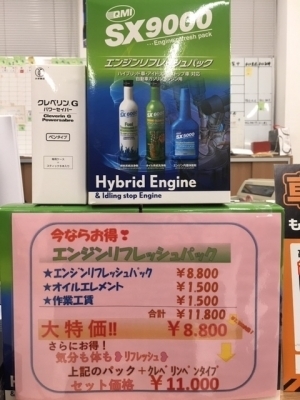 QMI
SX9000
...Engine refresh pack
エンジンリフレッシュパック
クレベリン G
パワーセイバー
Cleverin G
Powersaber
ペンタイプ
SX 9000
Hybrid Engine
& Idling stop Engine
今ならお得❣
エンジンリフレッシュパック
★エンジンリフレッシュパック ¥8.800
★オイルエレメント ¥1.500
★作業工賃 ¥1.500
合計 ¥11.800
大特価!! ¥8.800
さらにお得!
気分も体も リフレッシュ
上記のパック+クレベリンペンタイプ
セット価格 ¥11,000